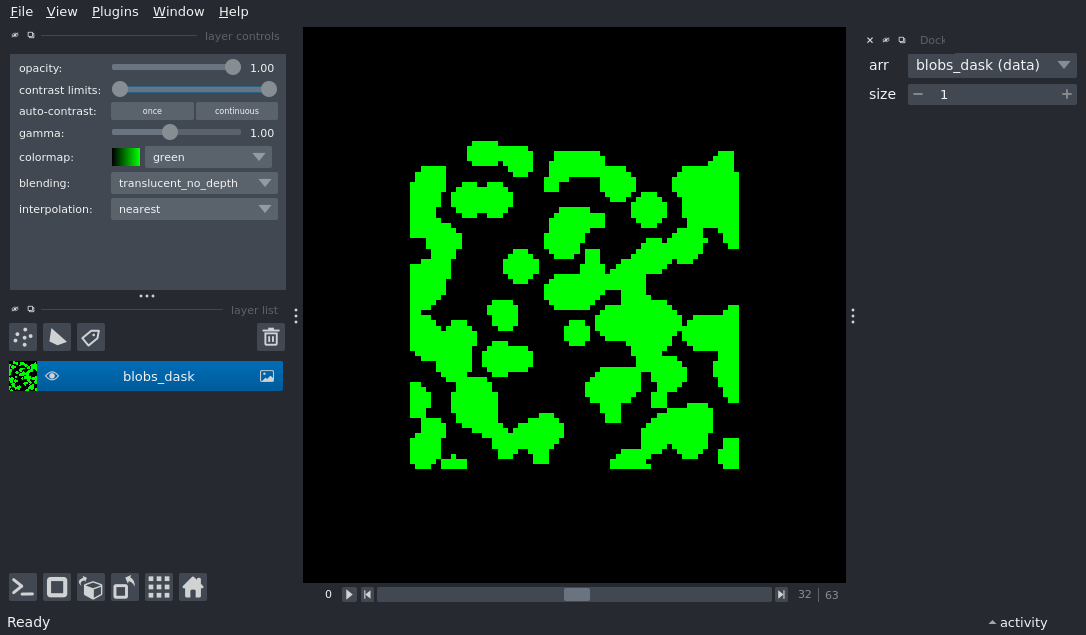 File View Plugins Window Help
layer controls
opacity: 1.00
contrast limits:
auto-contrast: once continuous
gamma: 1.00
colormap: green
blending: translucent_no_depth
interpolation: nearest
layer list
blobs_dask
0 32 63
Dock
arr blobs_dask (data)
size 1
Ready
activity